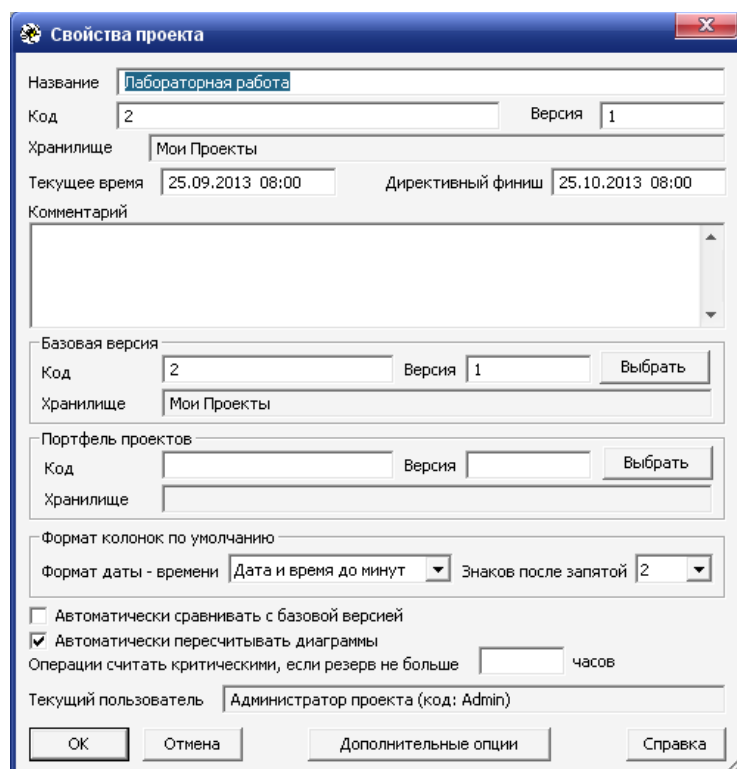 Свойства проекта
Название Лабораторная работа
Код 2 Версия 1
Хранилище Мои Проекты
Текущее время 25.09.2013 08:00 Директивный финиш 25.10.2013 08:00
Комментарий
Базовая версия
Код 2 Версия 1 Выбрать
Хранилище Мои Проекты
Портфель проектов
Код Версия Выбрать
Хранилище
Формат колонок по умолчанию
Формат даты - времени Дата и время до минут Знаков после запятой 2
Автоматически сравнивать с базовой версией
Автоматически пересчитывать диаграммы
Операции считать критическими, если резерв не больше часов
Текущий пользователь Администратор проекта (код: Admin)
ОК Отмена Дополнительные опции Справка